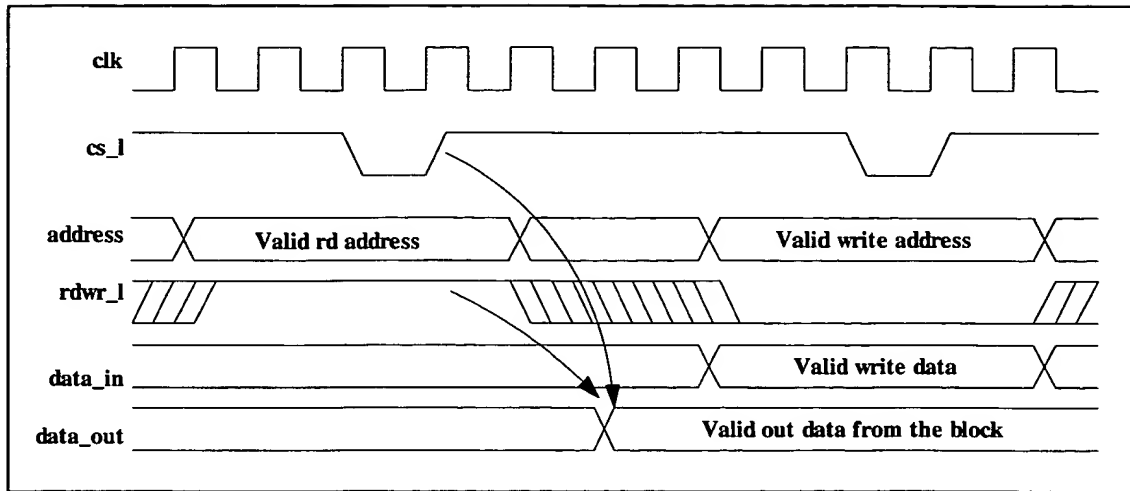 clk
cs_l
address
Valid rd address
Valid write address
rdwr_l
data_in
Valid write data
data_out
Valid out data from the block